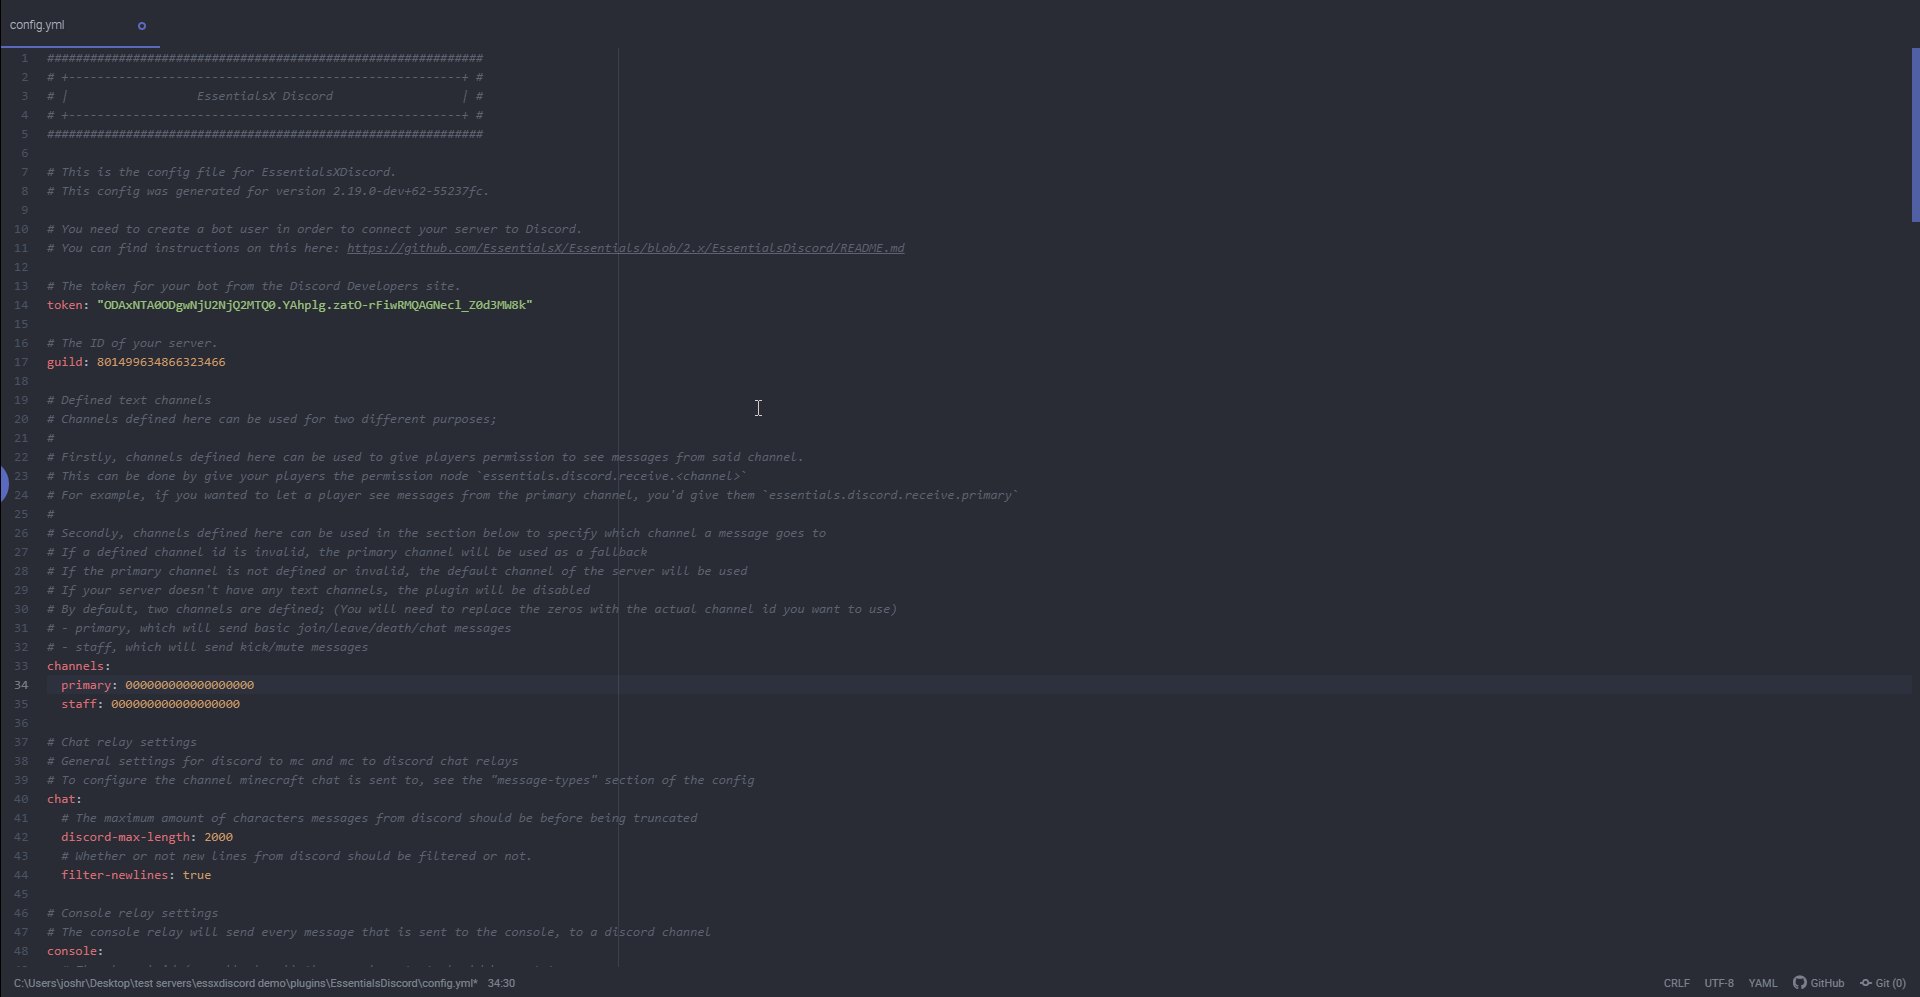 config.yml
1 #############################################################
2 # +-------------------------------------------------------+ #
3 # | EssentialsX Discord | #
4 # +-------------------------------------------------------+ #
5 #############################################################
6
7 # This is the config file for EssentialsXDiscord.
8 # This config was generated for version 2.19.0-dev+62-55237fc.
9
10 # You need to create a bot user in order to connect your server to Discord.
11 # You can find instructions on this here: https://github.com/EssentialsX/Essentials/blob/2.x/EssentialsDiscord/README.md
12
13 # The token for your bot from the Discord Developers site.
14 token: "ODAxNTA0ODgwNjU2NjQ2MTQ0.YAhplg.zatO-rFiwRMQAGNecl_Z0d3MW8k"
15
16 # The ID of your server.
17 guild: 801499634866323466
18
19 # Defined text channels
20 # Channels defined here can be used for two different purposes;
21 #
22 # Firstly, channels defined here can be used to give players permission to see messages from said channel.
23 # This can be done by give your players the permission node `essentials.discord.receive.<channel>`
24 # For example, if you wanted to let a player see messages from the primary channel, you'd give them `essentials.discord.receive.primary`
25 #
26 # Secondly, channels defined here can be used in the section below to specify which channel a message goes to
27 # If a defined channel id is invalid, the primary channel will be used as a fallback
28 # If the primary channel is not defined or invalid, the default channel of the server will be used
29 # If your server doesn't have any text channels, the plugin will be disabled
30 # By default, two channels are defined; (You will need to replace the zeros with the actual channel id you want to use)
31 # - primary, which will send basic join/leave/death/chat messages
32 # - staff, which will send kick/mute messages
33 channels:
34   primary: 000000000000000000
35   staff: 000000000000000000
36
37 # Chat relay settings
38 # General settings for discord to mc and mc to discord chat relays
39 # To configure the channel minecraft chat is sent to, see the "message-types" section of the config
40 chat:
41   # The maximum amount of characters messages from discord should be before being truncated
42   discord-max-length: 2000
43   # Whether or not new lines from discord should be filtered or not.
44   filter-newlines: true
45
46 # Console relay settings
47 # The console relay will send every message that is sent to the console, to a discord channel
48 console:
C:\Users\joshr\Desktop\test servers\essxdiscord demo\plugins\EssentialsDiscord\config.yml* 34:30 CRLF UTF-8 YAML GitHub Git (0)